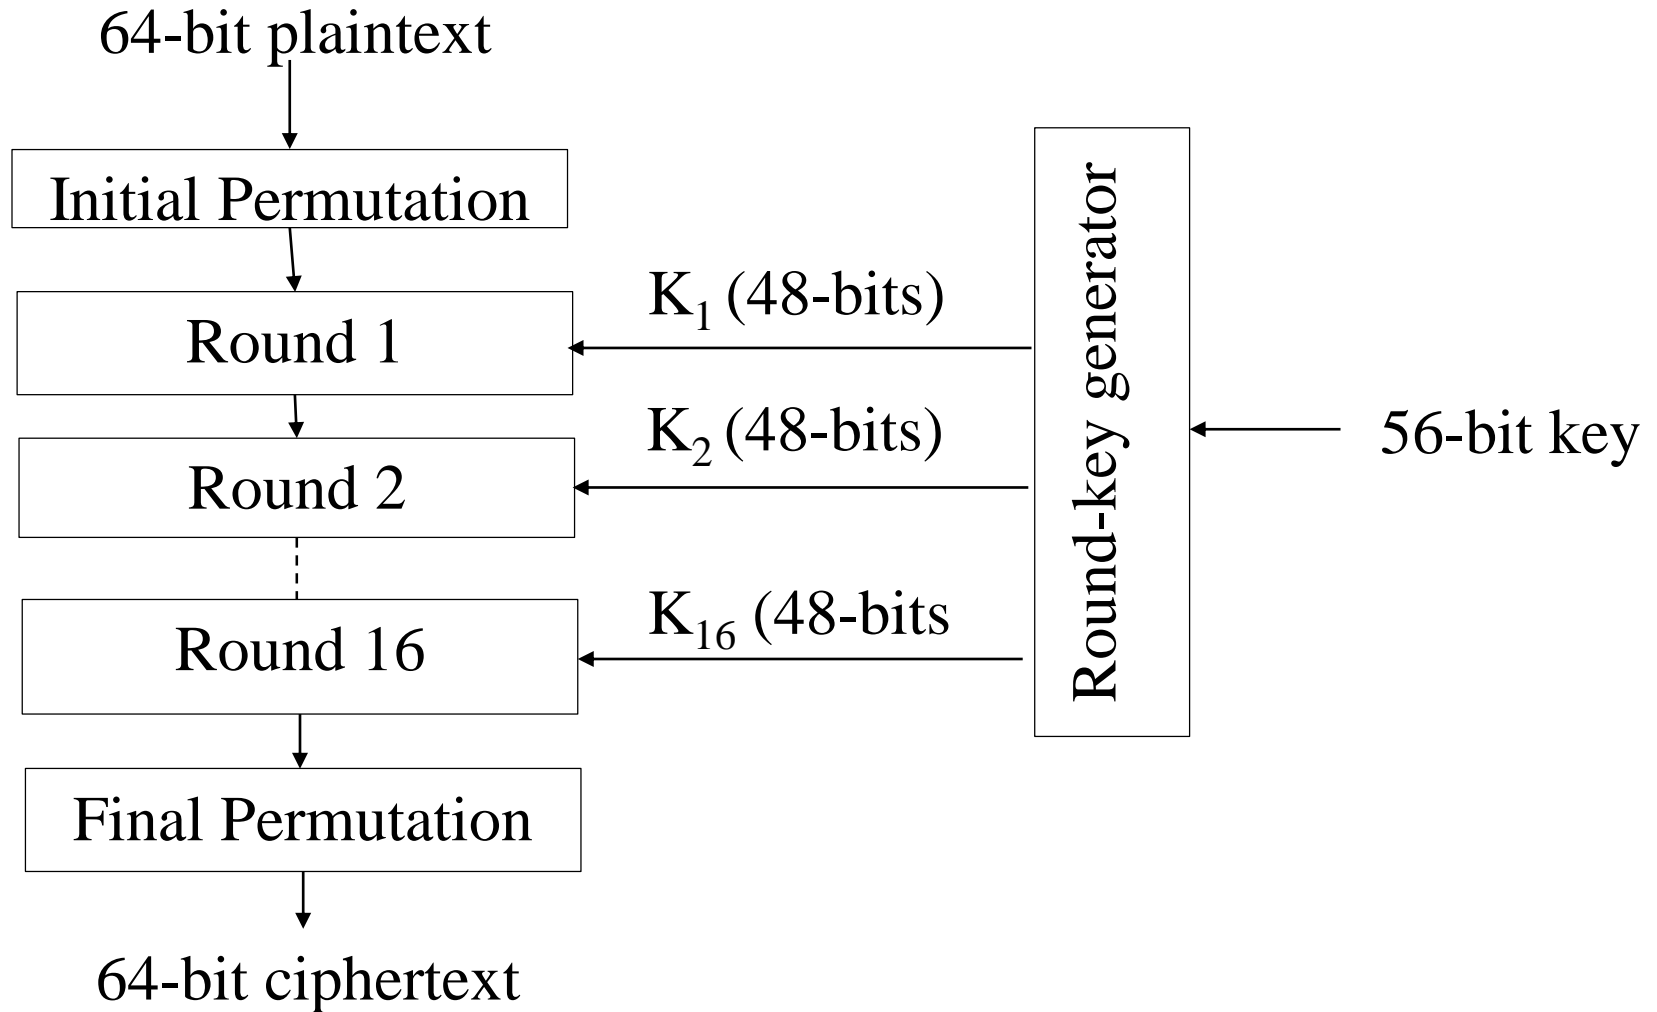 64-bit plaintext
Initial Permutation
Round 1
K₁ (48-bits)
Round 2
K₂ (48-bits)
Round 16
K₁₆ (48-bits
Final Permutation
64-bit ciphertext
Round-key generator
56-bit key